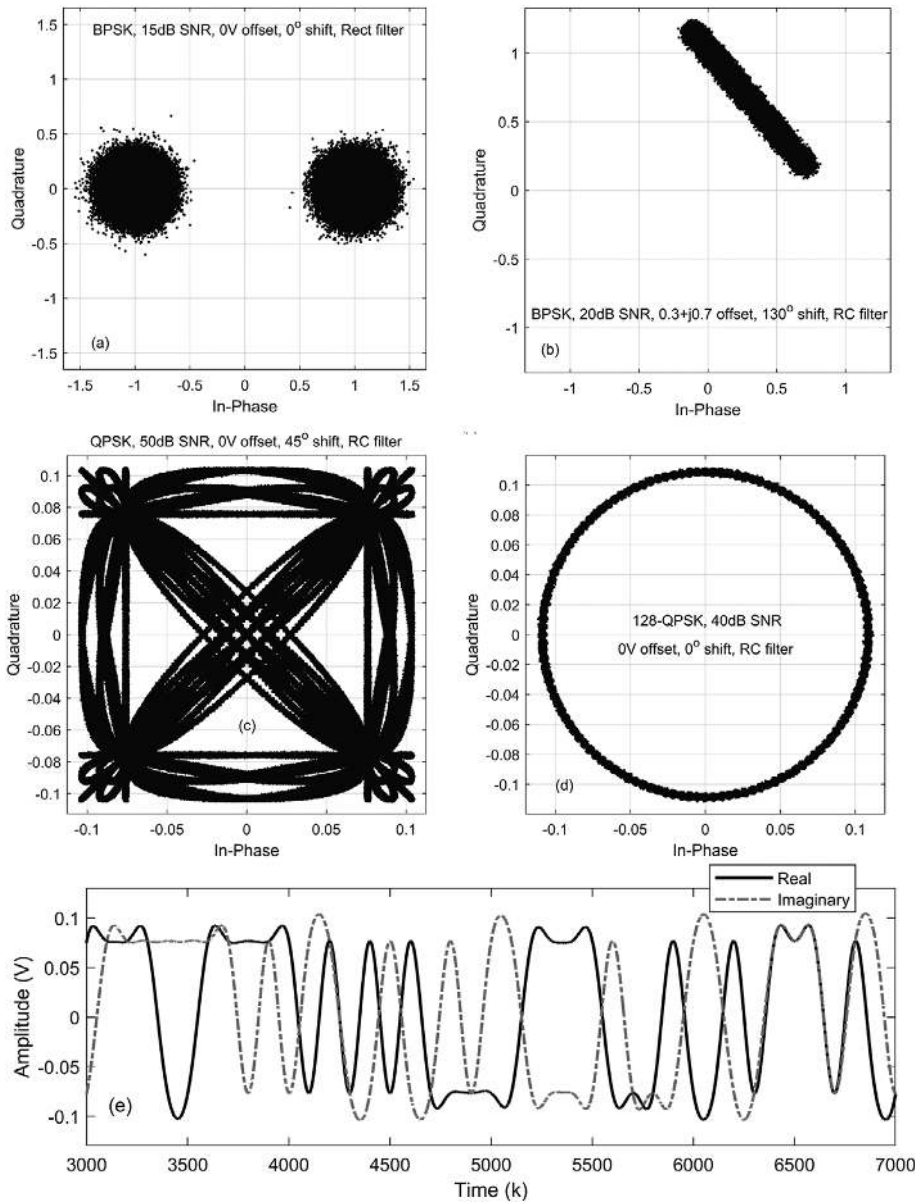 BPSK, 15dB SNR, 0V offset, 0° shift, Rect filter
1.5
1
0.5
0
-0.5
-1
-1.5
Quadrature
(a)
-1.5 -1 -0.5 0 0.5 1 1.5
In-Phase
1
0.5
0
-0.5
-1
Quadrature
BPSK, 20dB SNR, 0.3+j0.7 offset, 130° shift, RC filter
(b)
-1 -0.5 0 0.5 1
In-Phase
QPSK, 50dB SNR, 0V offset, 45° shift, RC filter
0.1
0.08
0.06
0.04
0.02
0
-0.02
-0.04
-0.06
-0.08
-0.1
Quadrature
(c)
-0.1 -0.05 0 0.05 0.1
In-Phase
0.1
0.08
0.06
0.04
0.02
0
-0.02
-0.04
-0.06
-0.08
-0.1
Quadrature
128-QPSK, 40dB SNR
0V offset, 0° shift, RC filter
(d)
-0.1 -0.05 0 0.05 0.1
In-Phase
Real
Imaginary
0.1
0.05
0
-0.05
-0.1
Amplitude (V)
(e)
3000 3500 4000 4500 5000 5500 6000 6500 7000
Time (k)